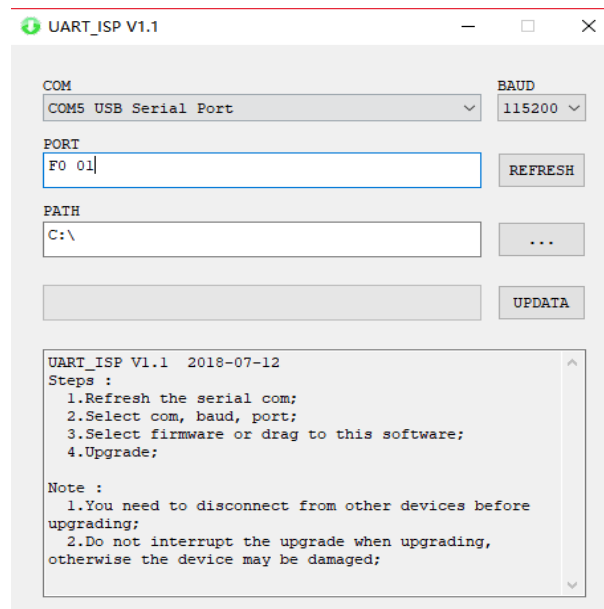 UART_ISP V1.1
COM
BAUD
COM5 USB Serial Port
115200
PORT
F0 01
REFRESH
PATH
C:\
...
UPDATA
UART_ISP V1.1  2018-07-12
Steps :
1.Refresh the serial com;
2.Select com, baud, port;
3.Select firmware or drag to this software;
4.Upgrade;
Note :
1.You need to disconnect from other devices before
upgrading;
2.Do not interrupt the upgrade when upgrading,
otherwise the device may be damaged;